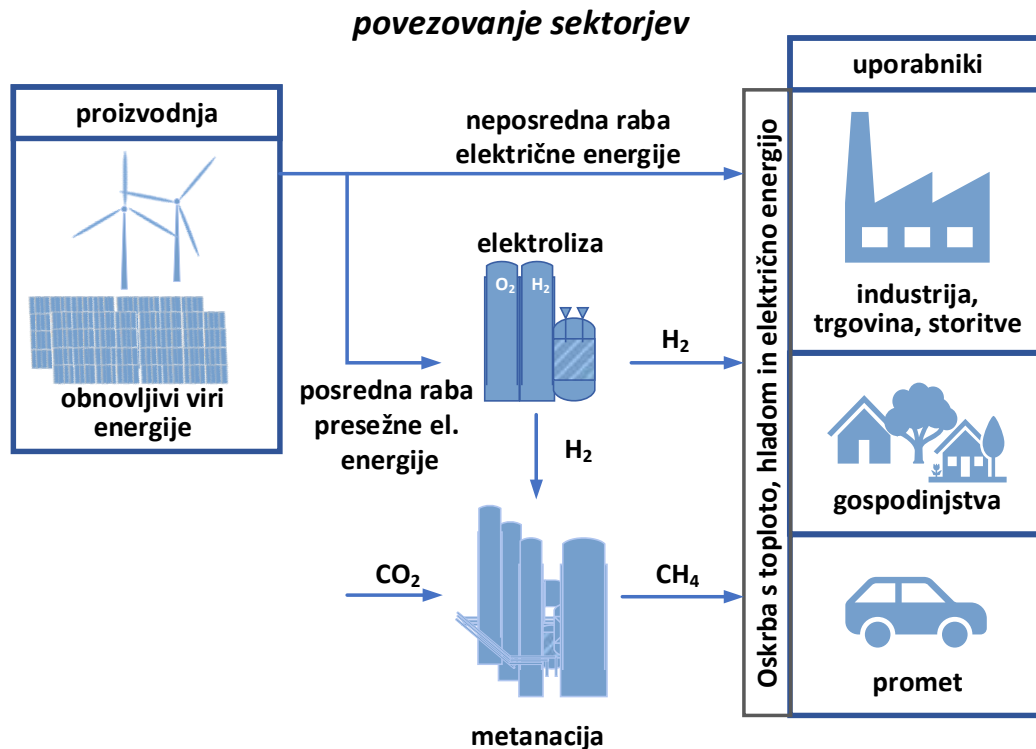 povezovanje sektorjev
proizvodnja
obnovljivi viri
energije
neposredna raba
električne energije
posredna raba
presežne el.
energije
elektroliza
O₂ H₂
H₂
H₂
CO₂
CH₄
metanacija
Oskrba s toploto, hladom in električno energijo
uporabniki
industrija,
trgovina, storitve
gospodinjstva
promet